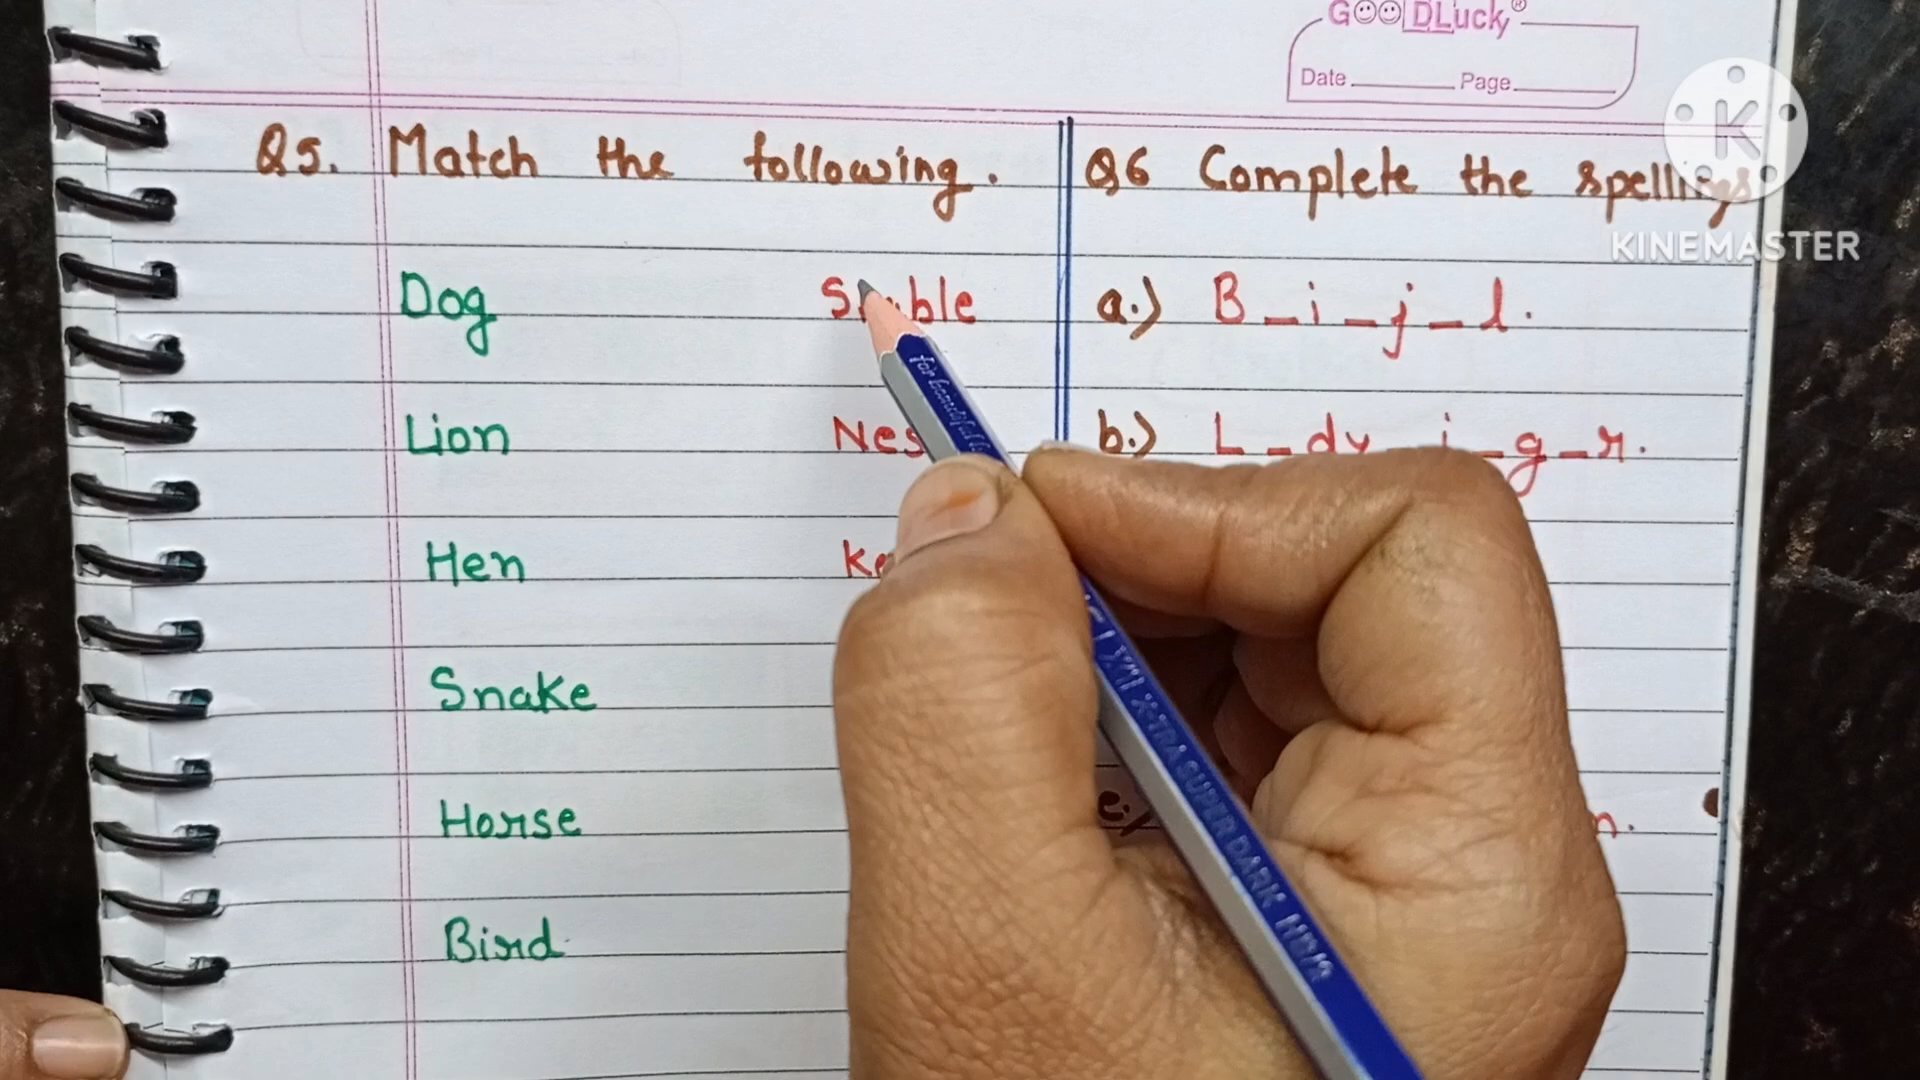 GOODLUCK®
Date Page
Q5. Match the following.
Q6 Complete the spellings
KINEMASTER
Dog
a.) B_i_j_l.
Lion
b.) L_dy_i_g_r.
Hen
Snake
Horse
Bird